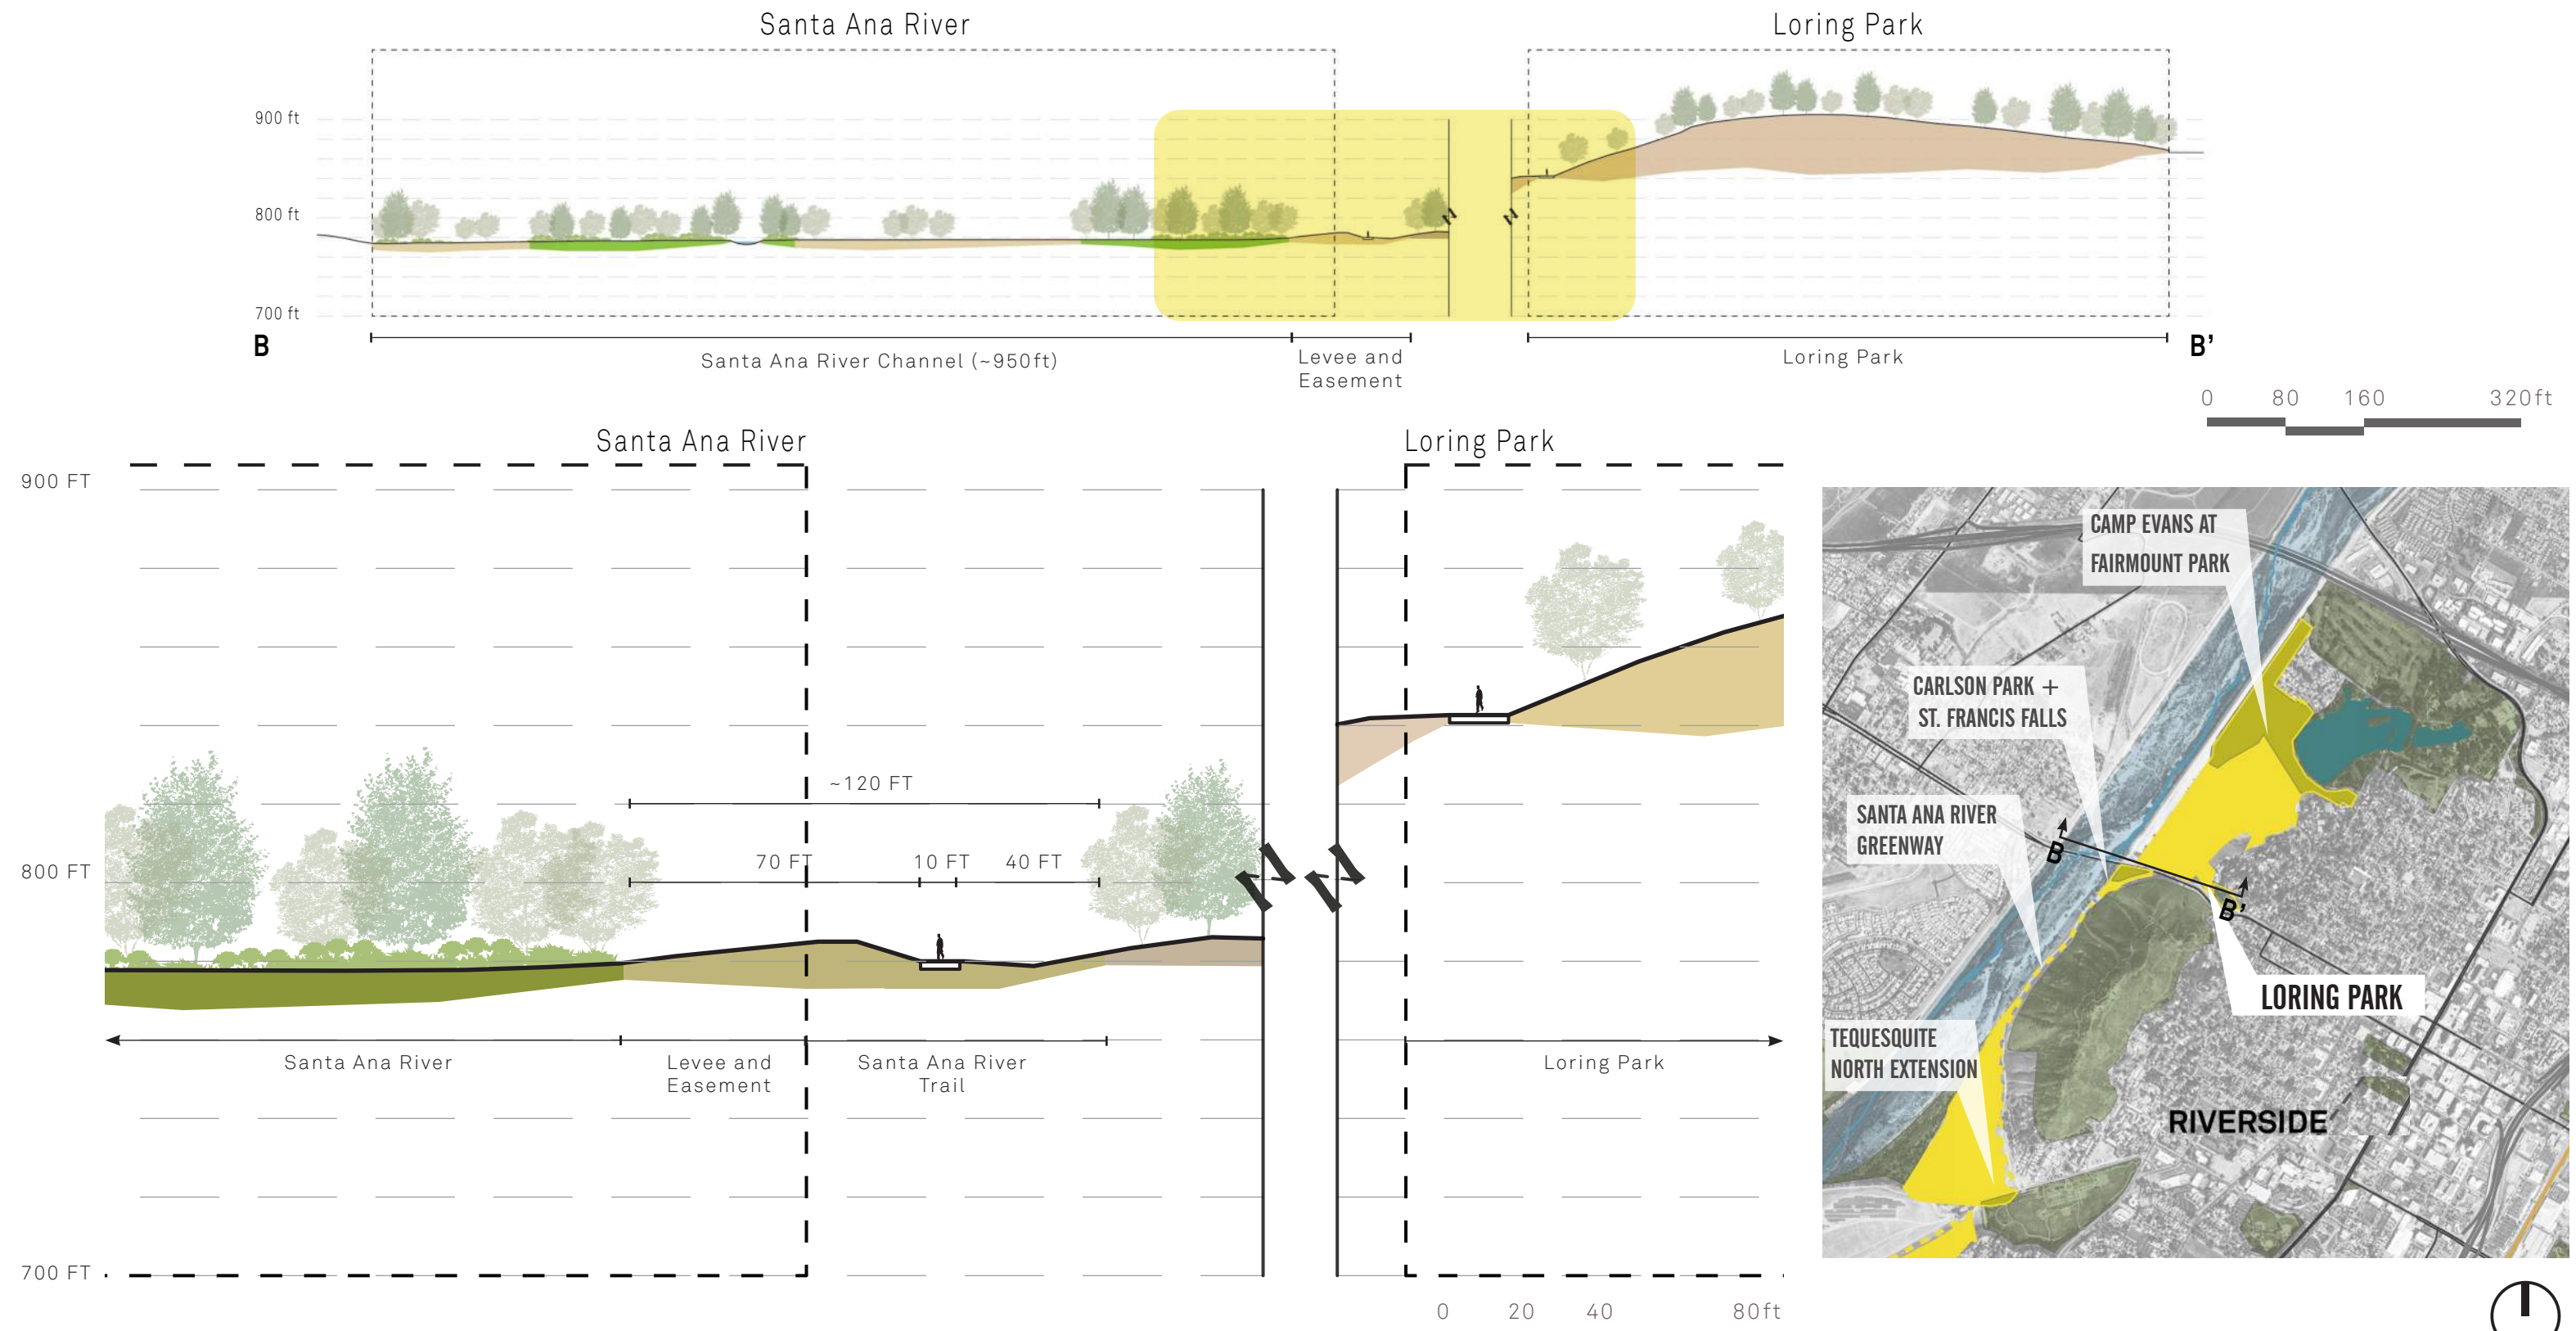 Santa Ana River
Loring Park
900 ft
800 ft
700 ft
B
B’
Santa Ana River Channel (~950ft)
Levee and
Easement
Loring Park
0 80 160 320ft
Santa Ana River
Loring Park
900 FT
800 FT
700 FT
~120 FT
70 FT
10 FT
40 FT
Santa Ana River
Levee and
Easement
Santa Ana River
Trail
Loring Park
0 20 40 80ft
CAMP EVANS AT
FAIRMOUNT PARK
CARLSON PARK +
ST. FRANCIS FALLS
SANTA ANA RIVER
GREENWAY
B
B’
LORING PARK
TEQUESQUITE
NORTH EXTENSION
RIVERSIDE